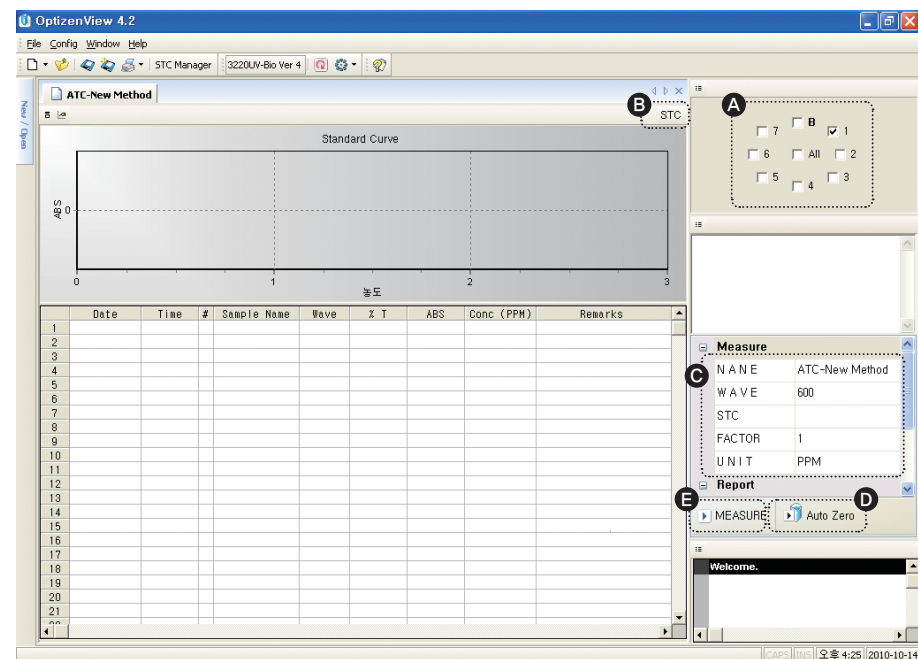 OptizenView 4.2
File Config Window Help
STC Manager 3220UV-Bio Ver 4
New / Open
ATC-New Method
B
STC
Standard Curve
ABS
0
0 1 2 3
농도
Date Time # Sample Name Wave % T ABS Conc (PPM) Remarks
1
2
3
4
5
6
7
8
9
10
11
12
13
14
15
16
17
18
19
20
21
A
B
7 1
6 All 2
5 3
4
Measure
C
NANE ATC-New Method
WAVE 600
STC
FACTOR 1
UNIT PPM
Report
E D
MEASURE Auto Zero
Welcome.
CAPS INS 오후 4:25 2010-10-14